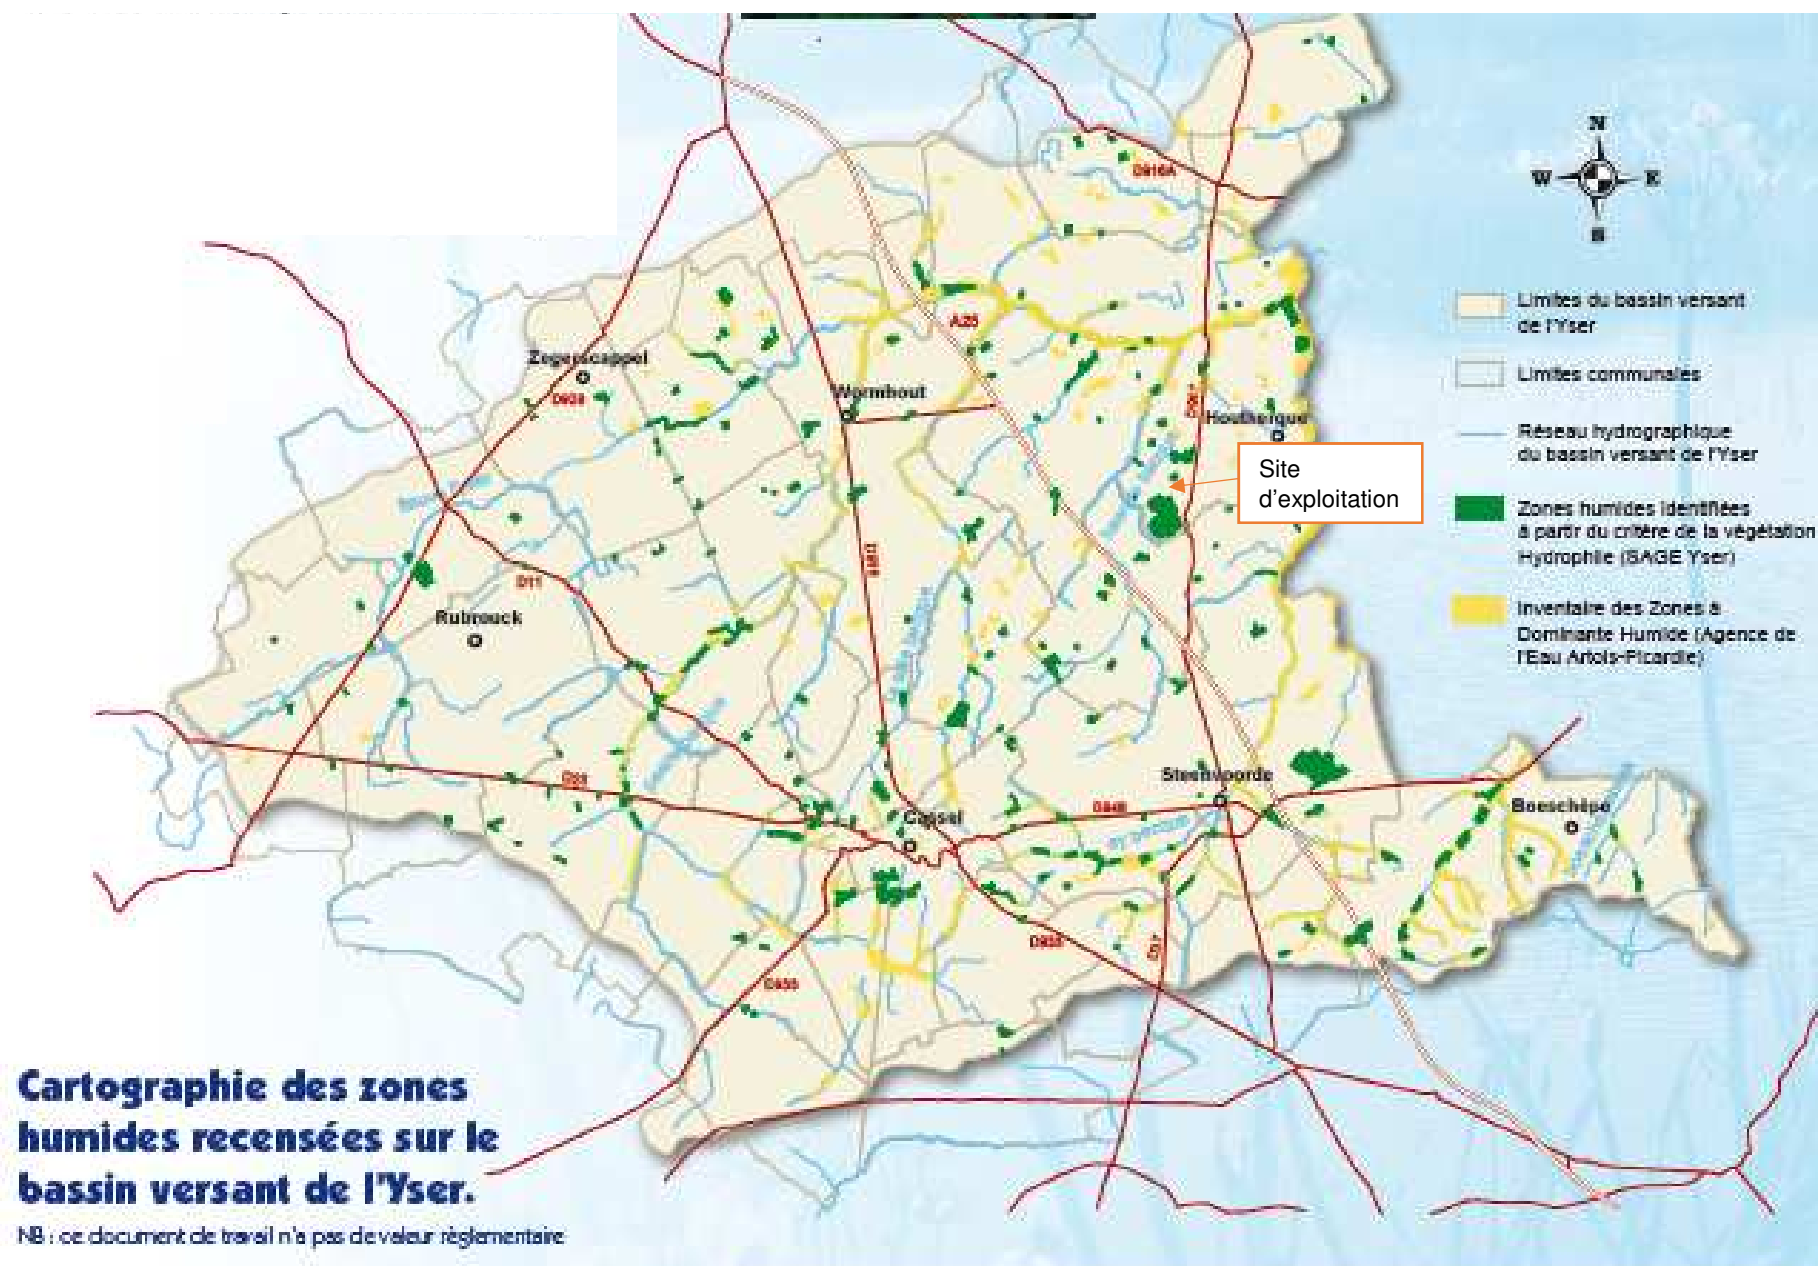 D916A
N
W E
S
Limites du bassin versant
de l'Yser
A25
Zegerscappel
Limites communales
Wormhout
Houtkerque
Réseau hydrographique
du bassin versant de l'Yser
Site
d'exploitation
Zones humides identifiées
à partir du critère de la végétation
Hydrophile (SAGE Yser)
D11
Rubrouck
Inventaire des Zones à
Dominante Humide (Agence de
l'Eau Artois-Picardie)
Steenvoorde
Boeschèpe
Cassel
Cartographie des zones
humides recensées sur le
bassin versant de l'Yser.
NB : ce document de travail n'a pas de valeur règlementaire